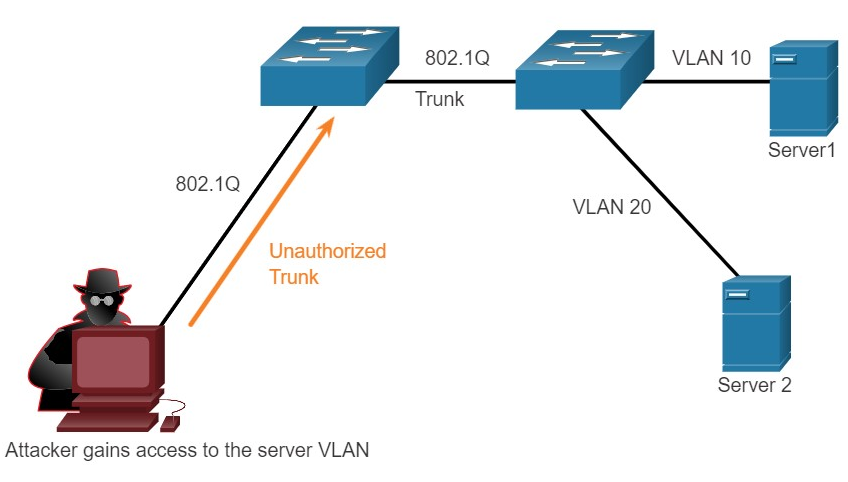 802.1Q
Trunk
VLAN 10
Server1
802.1Q
VLAN 20
Unauthorized
Trunk
Server 2
Attacker gains access to the server VLAN